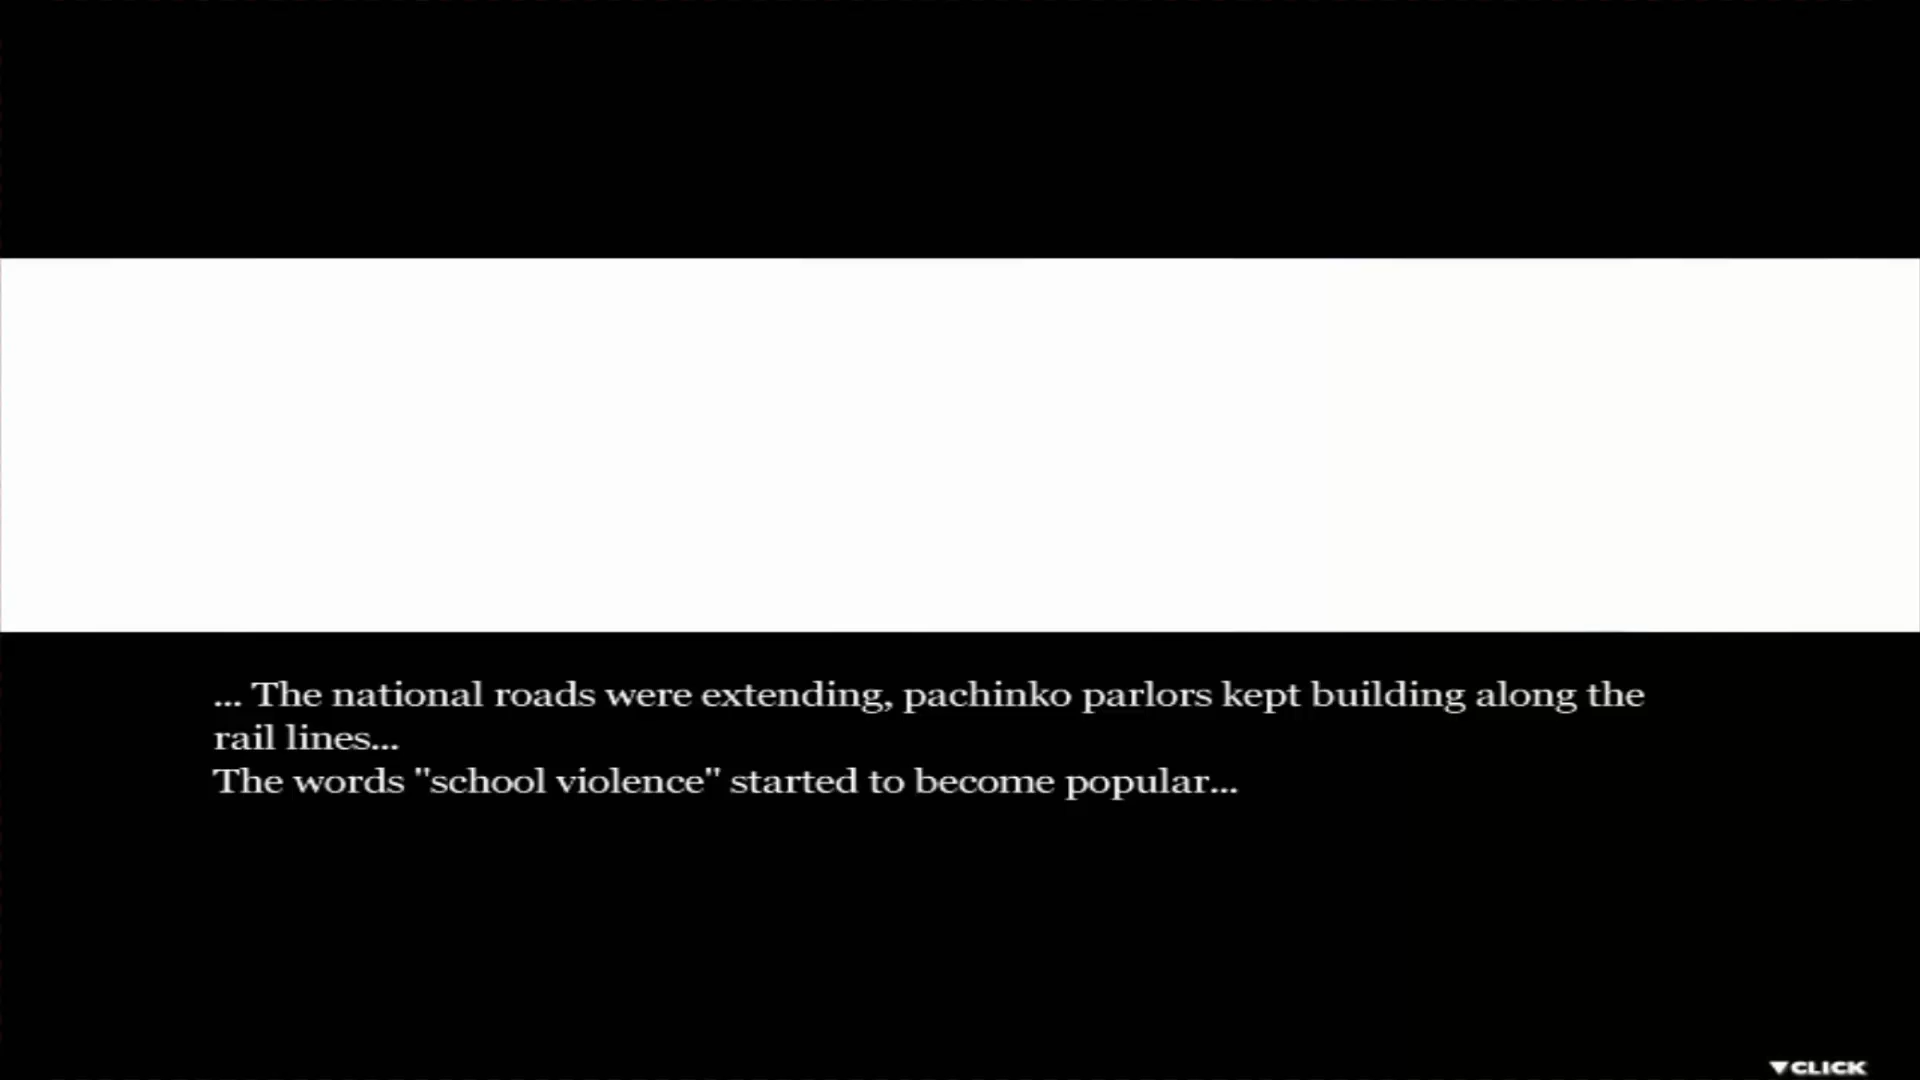 ... The national roads were extending, pachinko parlors kept building along the
rail lines...
The words "school violence" started to become popular...
▼CLICK